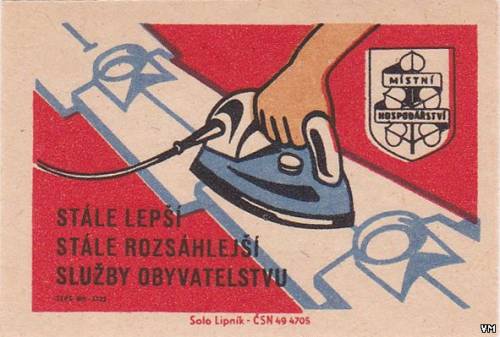 MÍSTNÍ
HOSPODÁŘSTVÍ
STÁLE LEPŠÍ
STÁLE ROZSÁHLEJŠÍ
SLUŽBY OBYVATELSTVU
Solo Lipník - ČSN 49 4705
VM